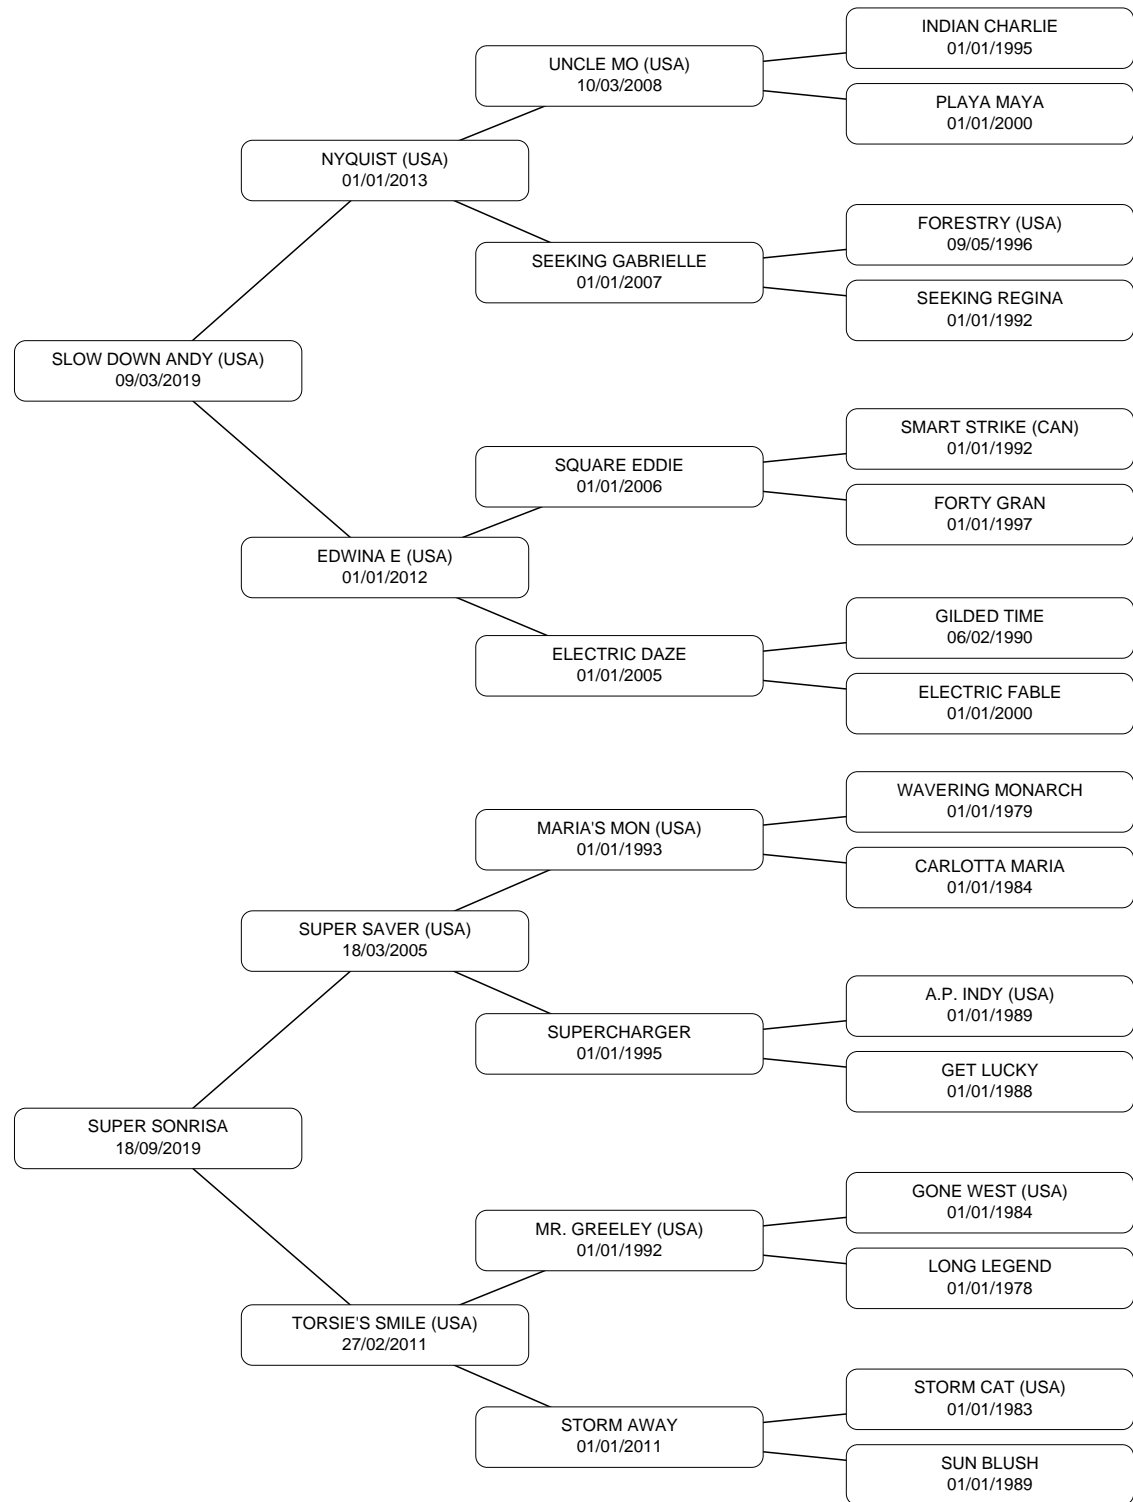 INDIAN CHARLIE
01/01/1995
UNCLE MO (USA)
10/03/2008
PLAYA MAYA
01/01/2000
NYQUIST (USA)
01/01/2013
FORESTRY (USA)
09/05/1996
SEEKING GABRIELLE
01/01/2007
SEEKING REGINA
01/01/1992
SLOW DOWN ANDY (USA)
09/03/2019
SMART STRIKE (CAN)
01/01/1992
SQUARE EDDIE
01/01/2006
FORTY GRAN
01/01/1997
EDWINA E (USA)
01/01/2012
GILDED TIME
06/02/1990
ELECTRIC DAZE
01/01/2005
ELECTRIC FABLE
01/01/2000
WAVERING MONARCH
01/01/1979
MARIA'S MON (USA)
01/01/1993
CARLOTTA MARIA
01/01/1984
SUPER SAVER (USA)
18/03/2005
A.P. INDY (USA)
01/01/1989
SUPERCHARGER
01/01/1995
GET LUCKY
01/01/1988
SUPER SONRISA
18/09/2019
GONE WEST (USA)
01/01/1984
MR. GREELEY (USA)
01/01/1992
LONG LEGEND
01/01/1978
TORSIE'S SMILE (USA)
27/02/2011
STORM CAT (USA)
01/01/1983
STORM AWAY
01/01/2011
SUN BLUSH
01/01/1989